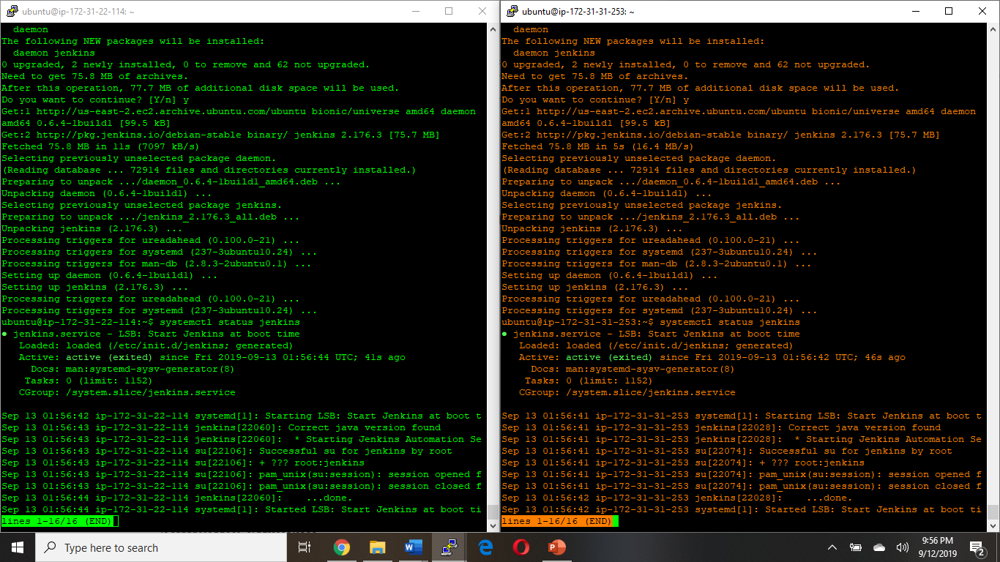 ubuntu@ip-172-31-22-114: ~
daemon
The following NEW packages will be installed:
daemon jenkins
0 upgraded, 2 newly installed, 0 to remove and 62 not upgraded.
Need to get 75.8 MB of archives.
After this operation, 77.7 MB of additional disk space will be used.
Do you want to continue? [Y/n] y
Get:1 http://us-east-2.ec2.archive.ubuntu.com/ubuntu bionic/universe amd64 daemon
amd64 0.6.4-1build1 [99.5 kB]
Get:2 http://pkg.jenkins.io/debian-stable binary/ jenkins 2.176.3 [75.7 MB]
Fetched 75.8 MB in 11s (7097 kB/s)
Selecting previously unselected package daemon.
(Reading database ... 72914 files and directories currently installed.)
Preparing to unpack .../daemon_0.6.4-1build1_amd64.deb ...
Unpacking daemon (0.6.4-1build1) ...
Selecting previously unselected package jenkins.
Preparing to unpack .../jenkins_2.176.3_all.deb ...
Unpacking jenkins (2.176.3) ...
Processing triggers for ureadahead (0.100.0-21) ...
Processing triggers for systemd (237-3ubuntu10.24) ...
Processing triggers for man-db (2.8.3-2ubuntu0.1) ...
Setting up daemon (0.6.4-1build1) ...
Setting up jenkins (2.176.3) ...
Processing triggers for ureadahead (0.100.0-21) ...
Processing triggers for systemd (237-3ubuntu10.24) ...
ubuntu@ip-172-31-22-114:~$ systemctl status jenkins
● jenkins.service - LSB: Start Jenkins at boot time
Loaded: loaded (/etc/init.d/jenkins; generated)
Active: active (exited) since Fri 2019-09-13 01:56:44 UTC; 41s ago
Docs: man:systemd-sysv-generator(8)
Tasks: 0 (limit: 1152)
CGroup: /system.slice/jenkins.service
Sep 13 01:56:42 ip-172-31-22-114 systemd[1]: Starting LSB: Start Jenkins at boot t
Sep 13 01:56:43 ip-172-31-22-114 jenkins[22060]: Correct java version found
Sep 13 01:56:43 ip-172-31-22-114 jenkins[22060]:  * Starting Jenkins Automation Se
Sep 13 01:56:43 ip-172-31-22-114 su[22106]: Successful su for jenkins by root
Sep 13 01:56:43 ip-172-31-22-114 su[22106]: + ??? root:jenkins
Sep 13 01:56:43 ip-172-31-22-114 su[22106]: pam_unix(su:session): session opened f
Sep 13 01:56:43 ip-172-31-22-114 su[22106]: pam_unix(su:session): session closed f
Sep 13 01:56:44 ip-172-31-22-114 jenkins[22060]:    ...done.
Sep 13 01:56:44 ip-172-31-22-114 systemd[1]: Started LSB: Start Jenkins at boot ti
lines 1-16/16 (END)
ubuntu@ip-172-31-31-253: ~
daemon
The following NEW packages will be installed:
daemon jenkins
0 upgraded, 2 newly installed, 0 to remove and 62 not upgraded.
Need to get 75.8 MB of archives.
After this operation, 77.7 MB of additional disk space will be used.
Do you want to continue? [Y/n] y
Get:1 http://us-east-2.ec2.archive.ubuntu.com/ubuntu bionic/universe amd64 daemon
amd64 0.6.4-1build1 [99.5 kB]
Get:2 http://pkg.jenkins.io/debian-stable binary/ jenkins 2.176.3 [75.7 MB]
Fetched 75.8 MB in 5s (16.4 MB/s)
Selecting previously unselected package daemon.
(Reading database ... 72914 files and directories currently installed.)
Preparing to unpack .../daemon_0.6.4-1build1_amd64.deb ...
Unpacking daemon (0.6.4-1build1) ...
Selecting previously unselected package jenkins.
Preparing to unpack .../jenkins_2.176.3_all.deb ...
Unpacking jenkins (2.176.3) ...
Processing triggers for ureadahead (0.100.0-21) ...
Processing triggers for systemd (237-3ubuntu10.24) ...
Processing triggers for man-db (2.8.3-2ubuntu0.1) ...
Setting up daemon (0.6.4-1build1) ...
Setting up jenkins (2.176.3) ...
Processing triggers for ureadahead (0.100.0-21) ...
Processing triggers for systemd (237-3ubuntu10.24) ...
ubuntu@ip-172-31-31-253:~$ systemctl status jenkins
● jenkins.service - LSB: Start Jenkins at boot time
Loaded: loaded (/etc/init.d/jenkins; generated)
Active: active (exited) since Fri 2019-09-13 01:56:42 UTC; 46s ago
Docs: man:systemd-sysv-generator(8)
Tasks: 0 (limit: 1152)
CGroup: /system.slice/jenkins.service
Sep 13 01:56:41 ip-172-31-31-253 systemd[1]: Starting LSB: Start Jenkins at boot t
Sep 13 01:56:41 ip-172-31-31-253 jenkins[22028]: Correct java version found
Sep 13 01:56:41 ip-172-31-31-253 jenkins[22028]:  * Starting Jenkins Automation Se
Sep 13 01:56:41 ip-172-31-31-253 su[22074]: Successful su for jenkins by root
Sep 13 01:56:41 ip-172-31-31-253 su[22074]: + ??? root:jenkins
Sep 13 01:56:41 ip-172-31-31-253 su[22074]: pam_unix(su:session): session opened f
Sep 13 01:56:41 ip-172-31-31-253 su[22074]: pam_unix(su:session): session closed f
Sep 13 01:56:42 ip-172-31-31-253 jenkins[22028]:    ...done.
Sep 13 01:56:42 ip-172-31-31-253 systemd[1]: Started LSB: Start Jenkins at boot ti
lines 1-16/16 (END)
Type here to search
9:56 PM
9/12/2019
2